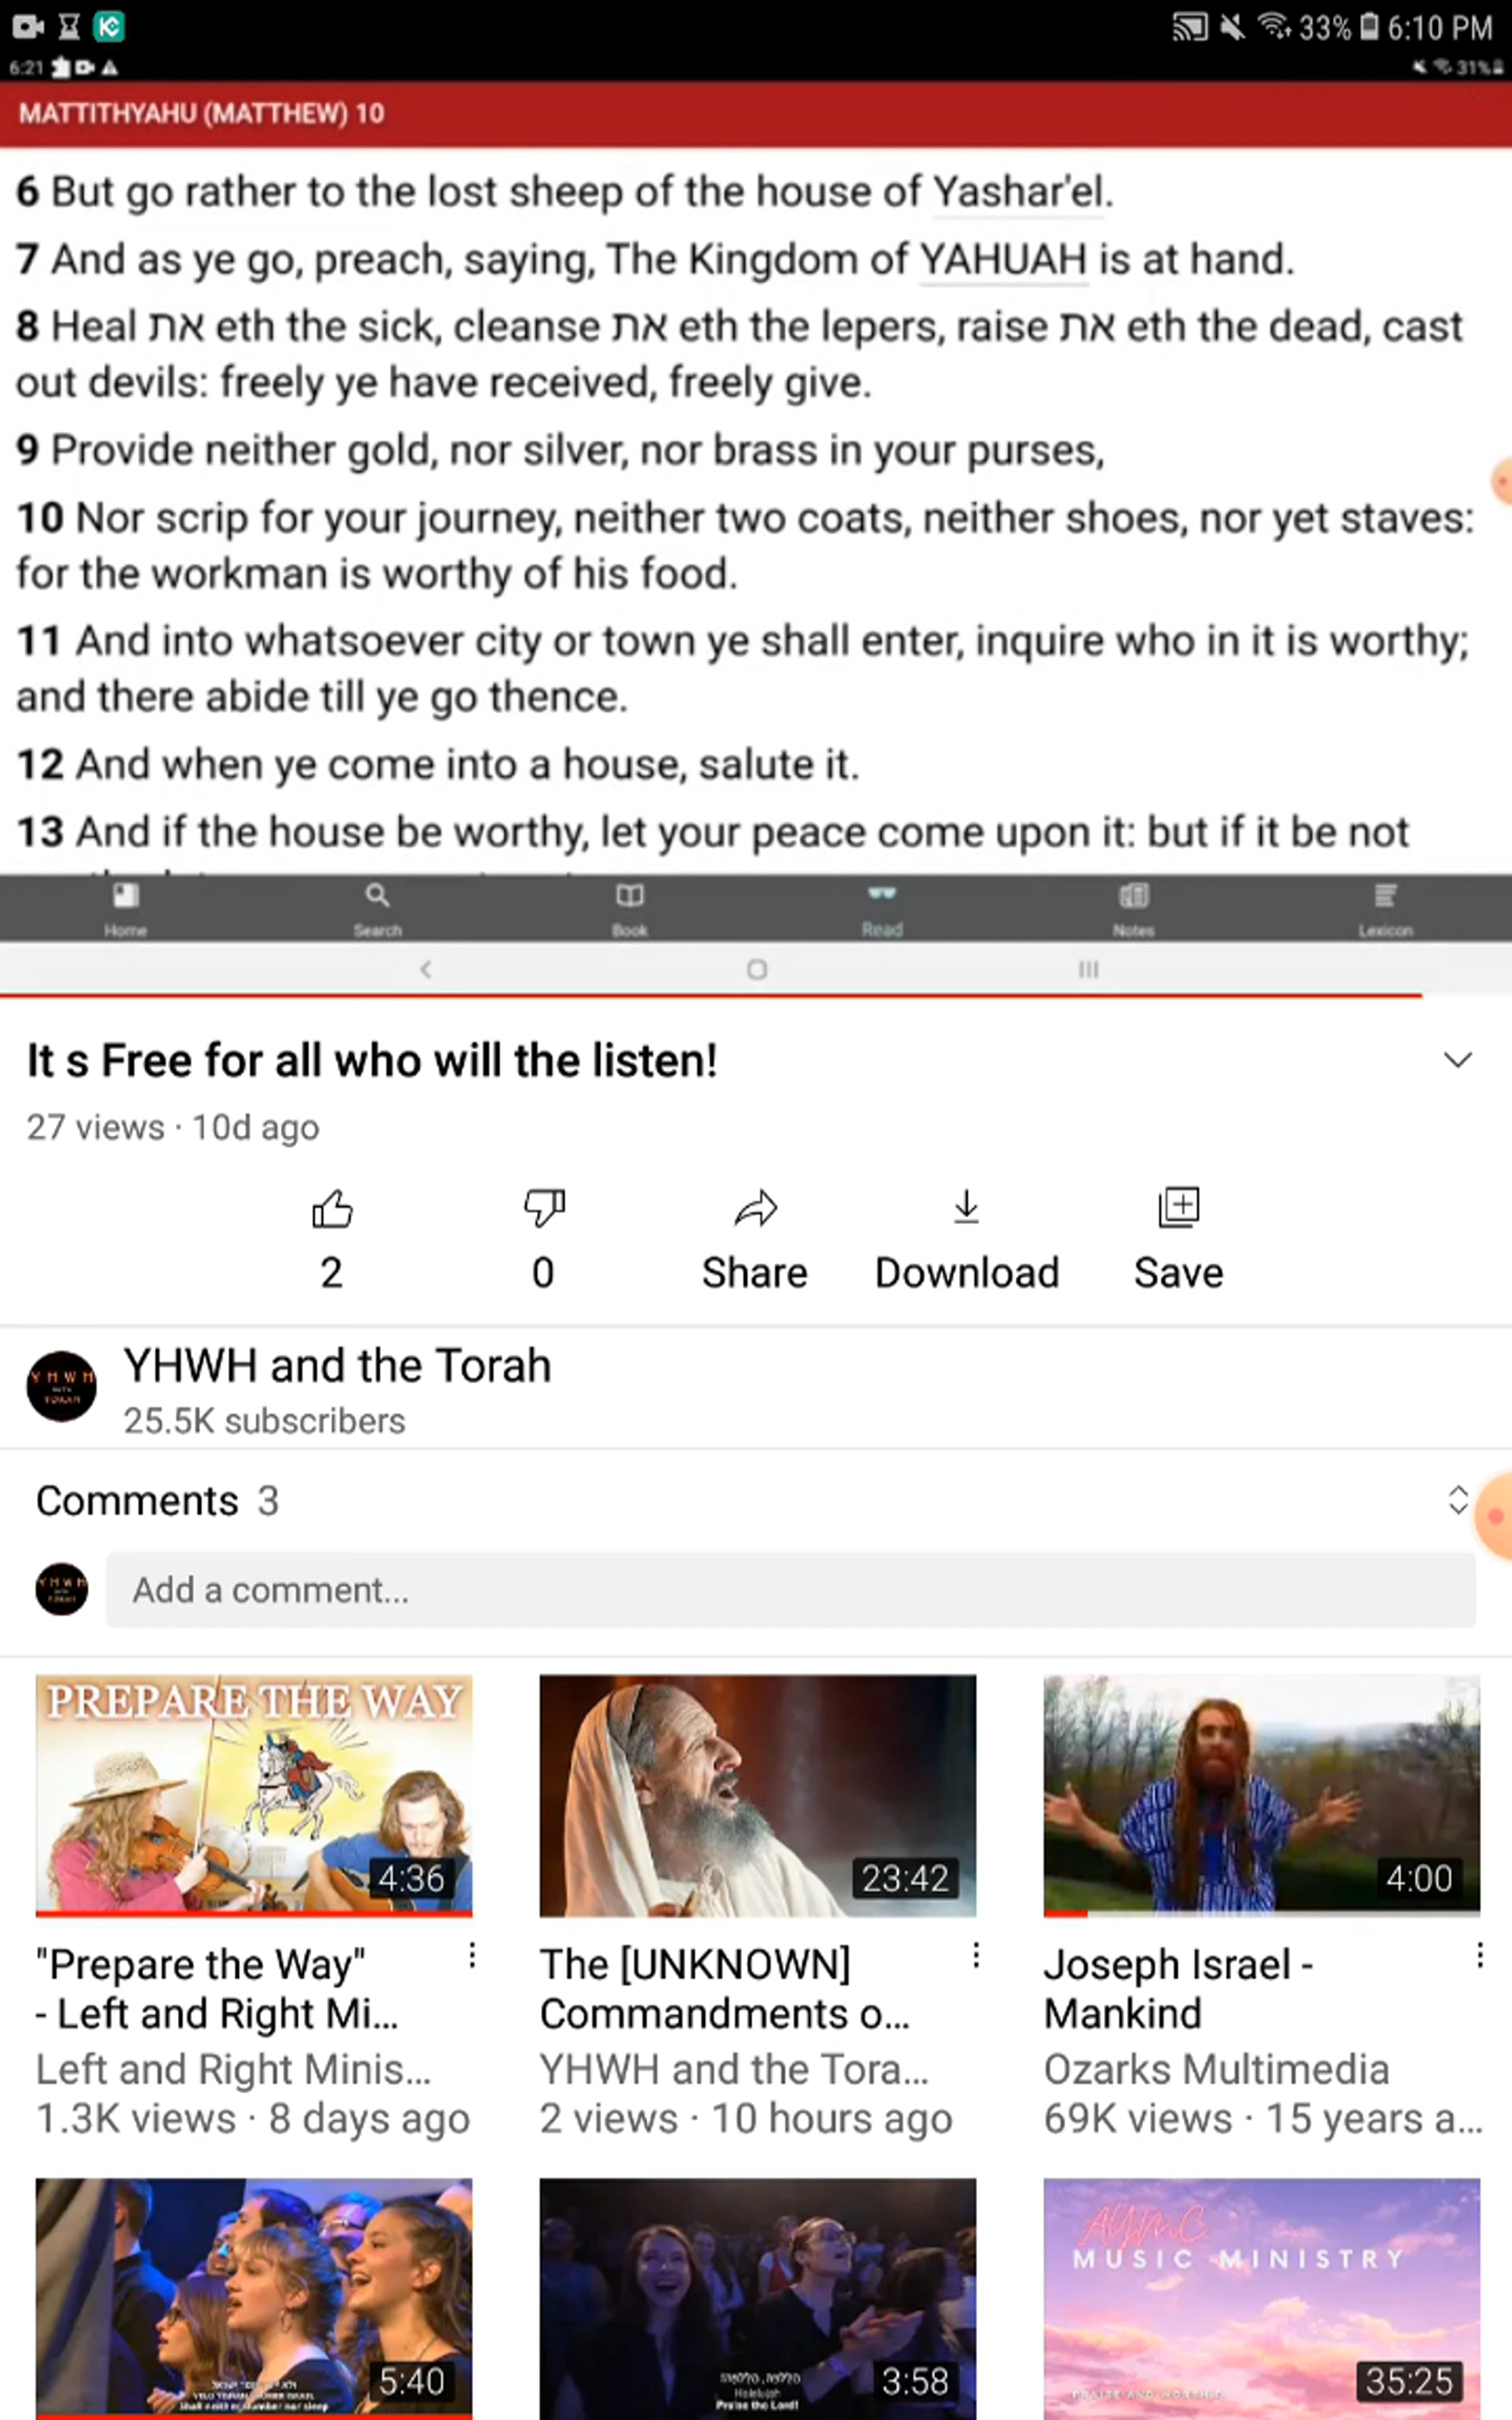 33% 6:10 PM
6:21 31%
MATTITHYAHU (MATTHEW) 10
6 But go rather to the lost sheep of the house of Yashar'el.
7 And as ye go, preach, saying, The Kingdom of YAHUAH is at hand.
8 Heal את eth the sick, cleanse את eth the lepers, raise את eth the dead, cast
out devils: freely ye have received, freely give.
9 Provide neither gold, nor silver, nor brass in your purses,
10 Nor scrip for your journey, neither two coats, neither shoes, nor yet staves:
for the workman is worthy of his food.
11 And into whatsoever city or town ye shall enter, inquire who in it is worthy;
and there abide till ye go thence.
12 And when ye come into a house, salute it.
13 And if the house be worthy, let your peace come upon it: but if it be not
Home Search Book Read Notes Lexicon
It s Free for all who will the listen!
27 views · 10d ago
2 0 Share Download Save
YHWH and the Torah
25.5K subscribers
Comments 3
Add a comment...
PREPARE THE WAY
4:36 23:42 4:00
"Prepare the Way" The [UNKNOWN] Joseph Israel -
- Left and Right Mi... Commandments o... Mankind
Left and Right Minis... YHWH and the Tora... Ozarks Multimedia
1.3K views · 8 days ago 2 views · 10 hours ago 69K views · 15 years a...
AYMC
MUSIC MINISTRY
5:40 3:58 35:25
Praise the Lord!
PRAISE AND WORSHIP